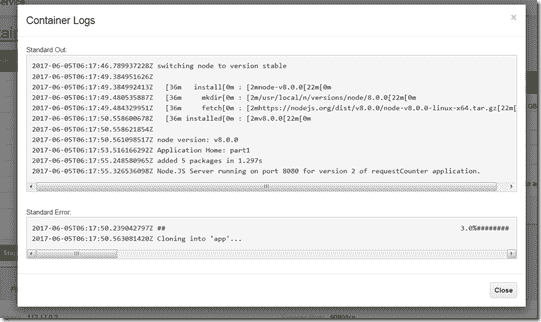 Container Logs
×
Standard Out:
2017-06-05T06:17:46.789937228Z switching node to version stable
2017-06-05T06:17:49.384951626Z
2017-06-05T06:17:49.384992413Z [36m install[0m : [2mnode-v8.0.0[22m[0m
2017-06-05T06:17:49.480535887Z [36m mkdir[0m : [2m/usr/local/n/versions/node/8.0.0[22m[0m
2017-06-05T06:17:49.484329951Z [36m fetch[0m : [2mhttps://nodejs.org/dist/v8.0.0/node-v8.0.0-linux-x64.tar.gz[22m[
2017-06-05T06:17:50.558600678Z [36m installed[0m : [2mv8.0.0[22m[0m
2017-06-05T06:17:50.558621854Z
2017-06-05T06:17:50.561098517Z node version: v8.0.0
2017-06-05T06:17:53.516166292Z Application Home: part1
2017-06-05T06:17:55.248580965Z added 5 packages in 1.297s
2017-06-05T06:17:55.326536098Z Node.JS Server running on port 8080 for version 2 of requestCounter application.
Standard Error:
2017-06-05T06:17:50.239042797Z ## 3.0%########
2017-06-05T06:17:50.563081420Z Cloning into 'app'...
Close